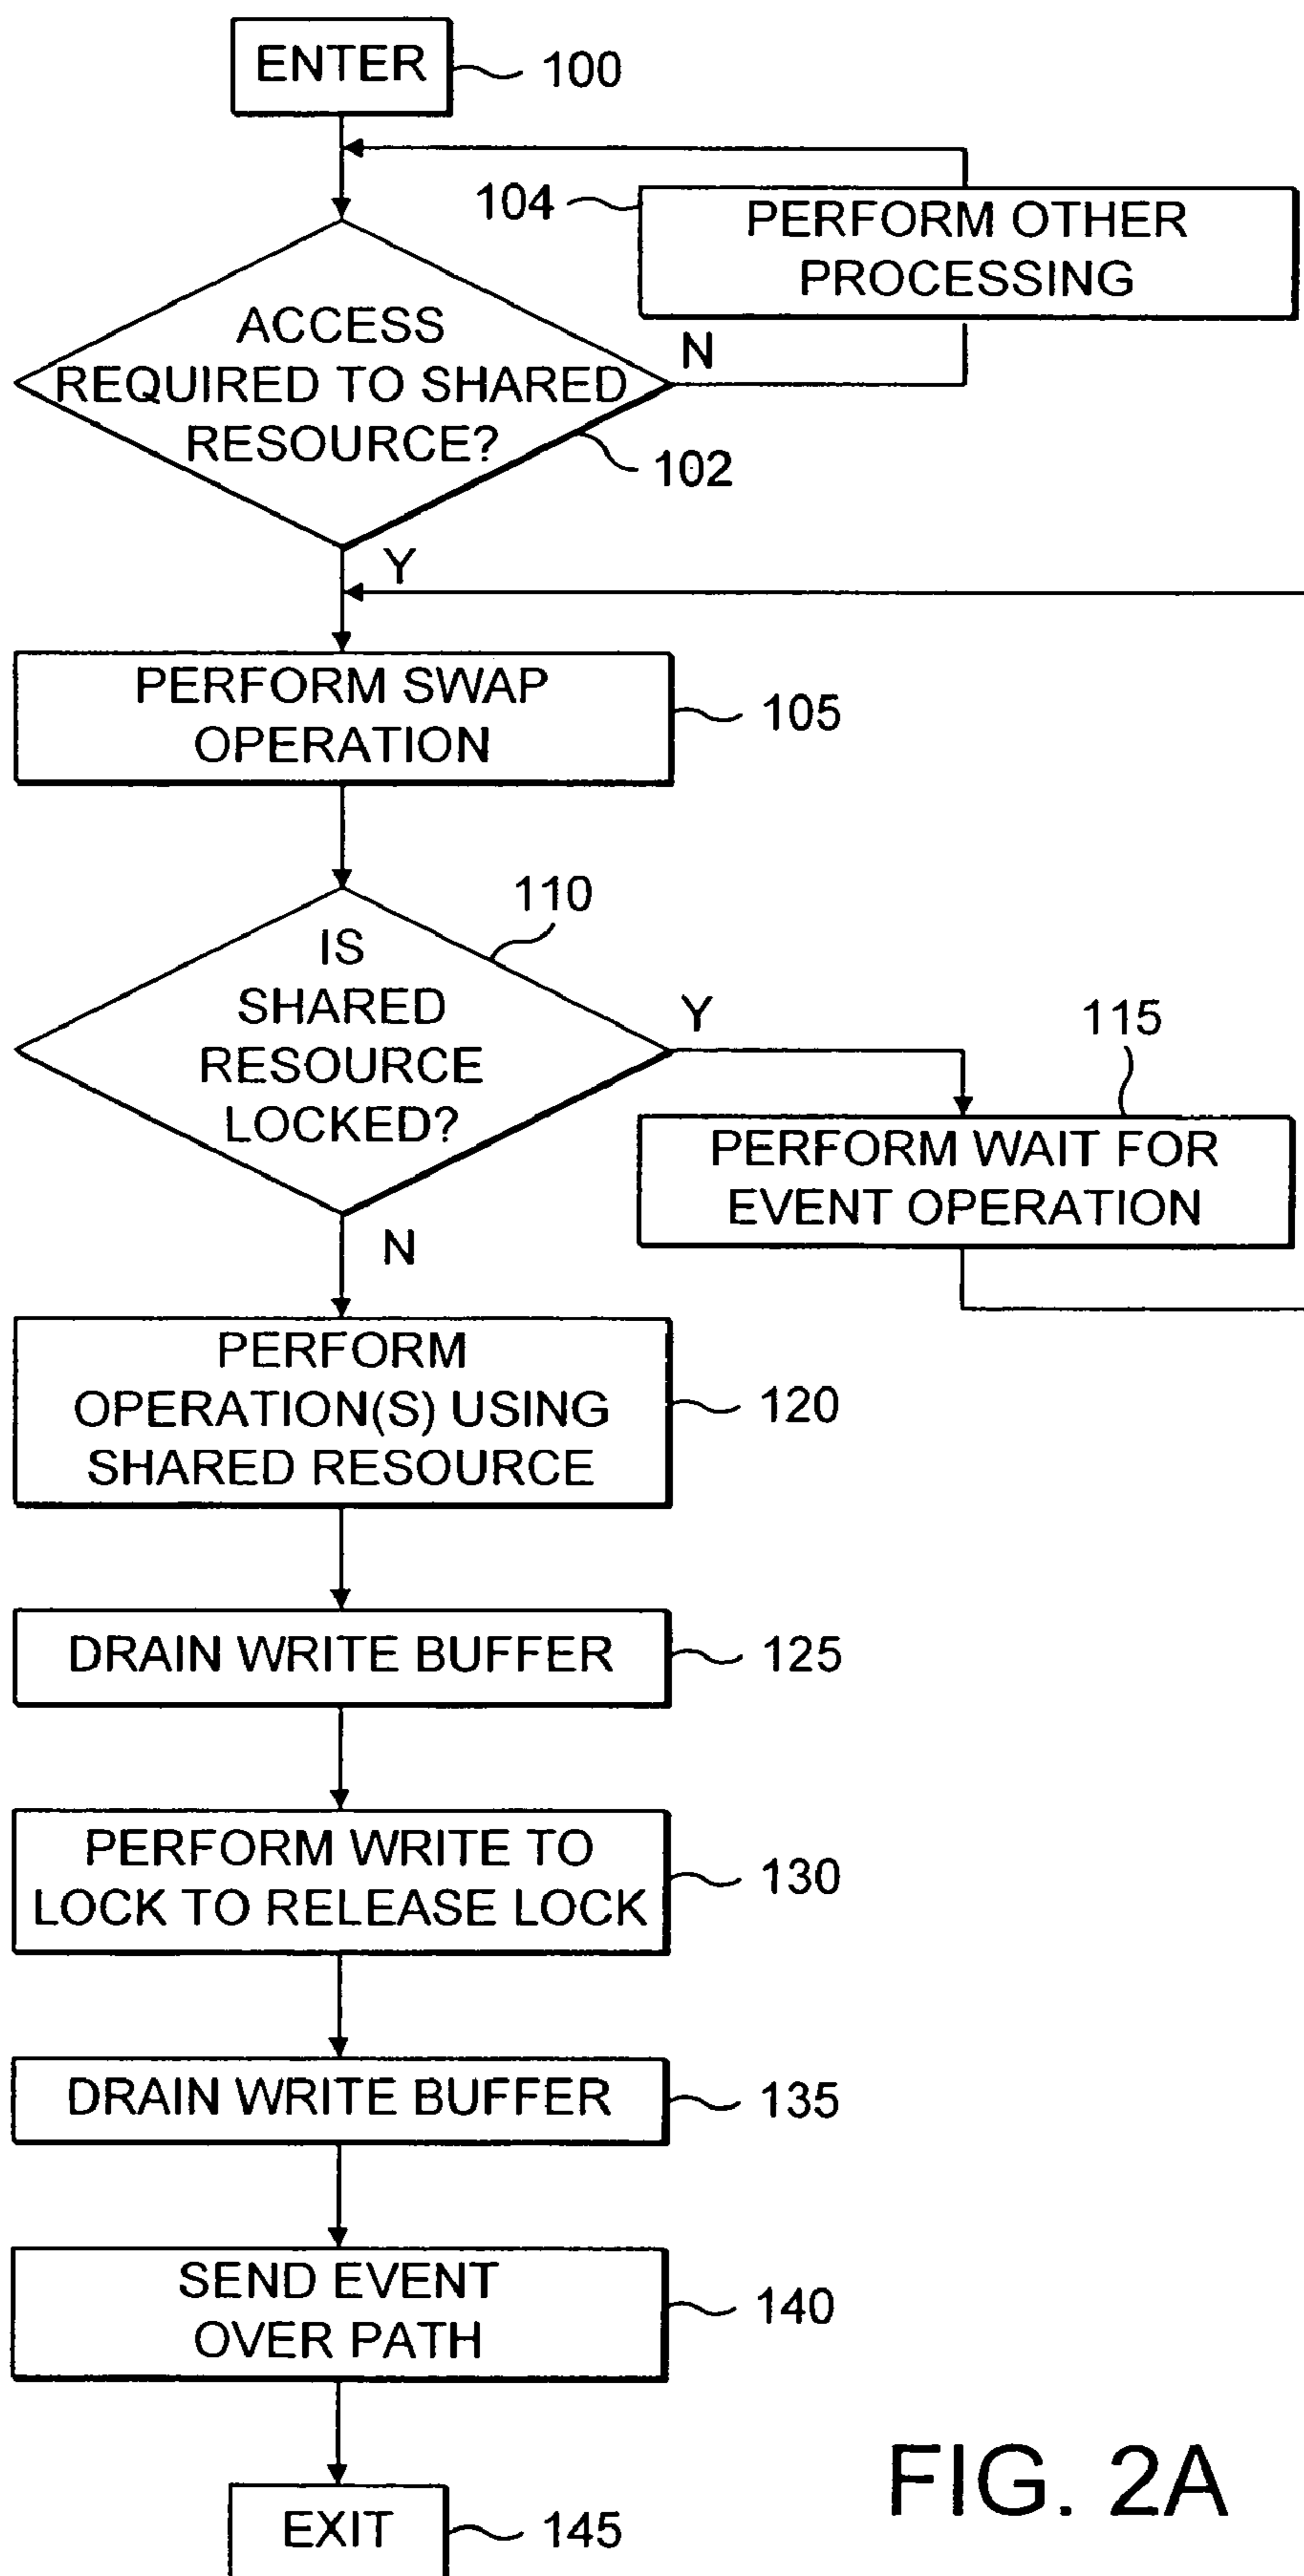 ENTER
100
104
PERFORM OTHER
PROCESSING
ACCESS
REQUIRED TO SHARED
RESOURCE?
N
102
Y
PERFORM SWAP
OPERATION
105
110
IS
SHARED
RESOURCE
LOCKED?
Y
115
PERFORM WAIT FOR
EVENT OPERATION
N
PERFORM
OPERATION(S) USING
SHARED RESOURCE
120
DRAIN WRITE BUFFER
125
PERFORM WRITE TO
LOCK TO RELEASE LOCK
130
DRAIN WRITE BUFFER
135
SEND EVENT
OVER PATH
140
EXIT
145
FIG. 2A